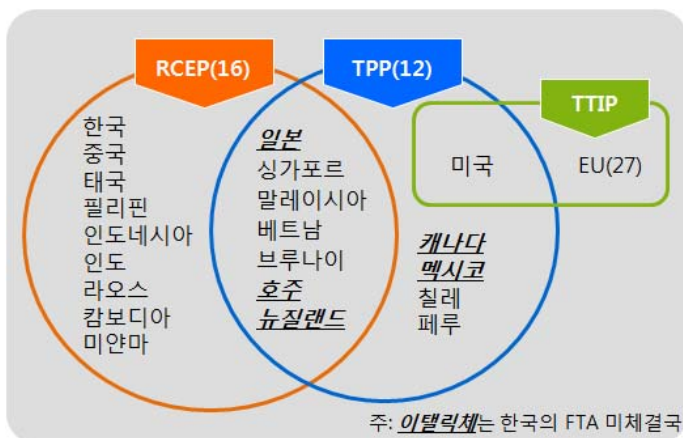 RCEP(16)
TPP(12)
TTIP
한국
중국
태국
필리핀
인도네시아
인도
라오스
캄보디아
미얀마
일본
싱가포르
말레이시아
베트남
브루나이
호주
뉴질랜드
미국
EU(27)
캐나다
멕시코
칠레
페루
주: 이탤릭체는 한국의 FTA 미체결국